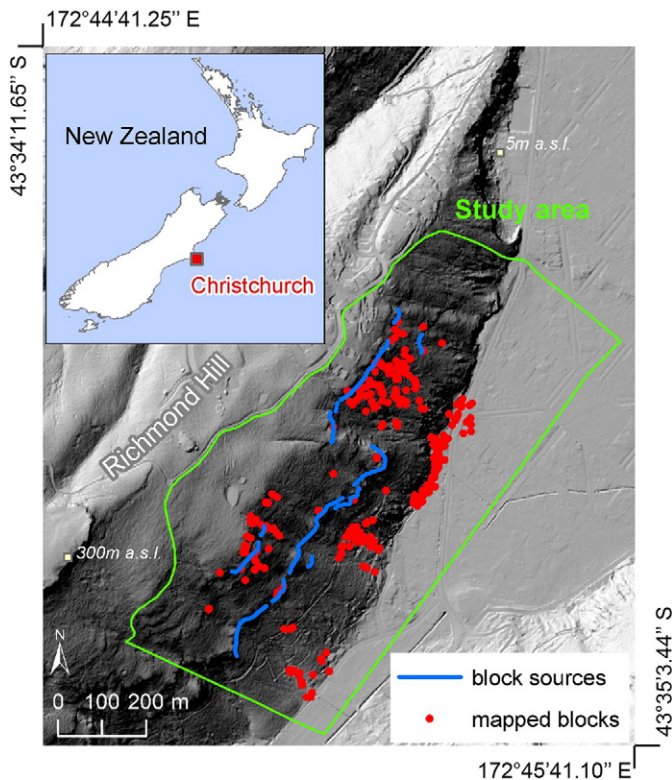 172°44'41.25" E
43°34'11.65" S
New Zealand
5m a.s.l.
Study area
Christchurch
Richmond Hill
300m a.s.l.
N
0 100 200 m
block sources
mapped blocks
43°35'3.44" S
172°45'41.10" E